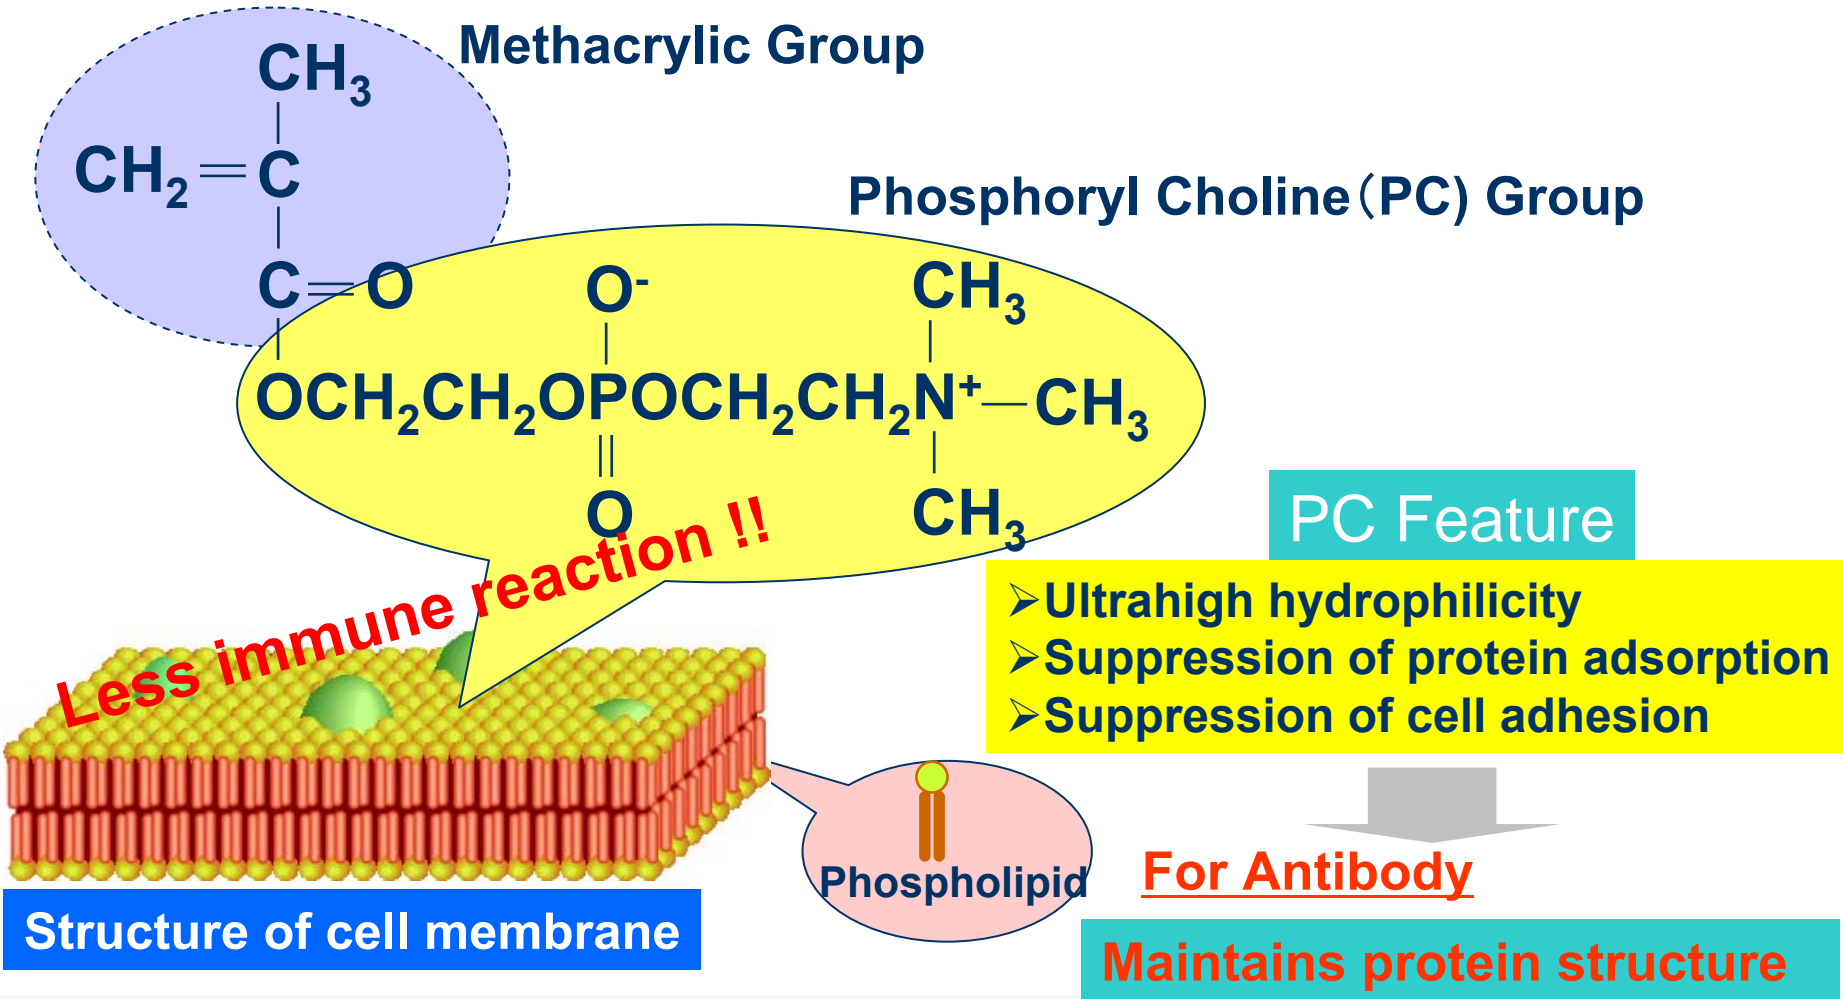 Methacrylic Group
CH3
CH2=C
C=O
Phosphoryl Choline（PC) Group
O- CH3
OCH2CH2OPOCH2CH2N+—CH3
O CH3
Less immune reaction !!
PC Feature
➢Ultrahigh hydrophilicity
➢Suppression of protein adsorption
➢Suppression of cell adhesion
Phospholipid
For Antibody
Structure of cell membrane
Maintains protein structure